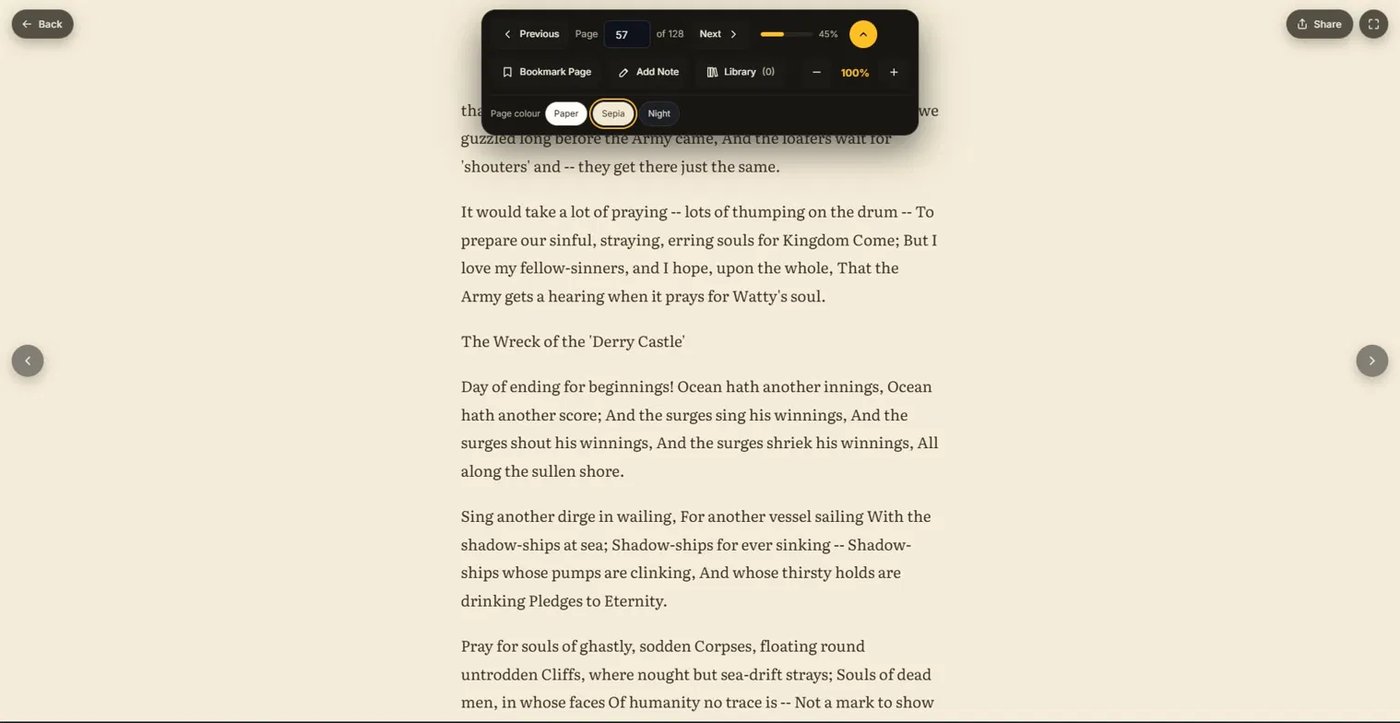 Back
Previous Page 57 of 128 Next 45%
Share
Bookmark Page Add Note Library (0) − 100% +
Page colour Paper Sepia Night
tha we
guzzled long before the Army came, And the loafers wait for
'shouters' and -- they get there just the same.
It would take a lot of praying -- lots of thumping on the drum -- To
prepare our sinful, straying, erring souls for Kingdom Come; But I
love my fellow-sinners, and I hope, upon the whole, That the
Army gets a hearing when it prays for Watty's soul.
The Wreck of the 'Derry Castle'
Day of ending for beginnings! Ocean hath another innings, Ocean
hath another score; And the surges sing his winnings, And the
surges shout his winnings, And the surges shriek his winnings, All
along the sullen shore.
Sing another dirge in wailing, For another vessel sailing With the
shadow-ships at sea; Shadow-ships for ever sinking -- Shadow-
ships whose pumps are clinking, And whose thirsty holds are
drinking Pledges to Eternity.
Pray for souls of ghastly, sodden Corpses, floating round
untrodden Cliffs, where nought but sea-drift strays; Souls of dead
men, in whose faces Of humanity no trace is -- Not a mark to show